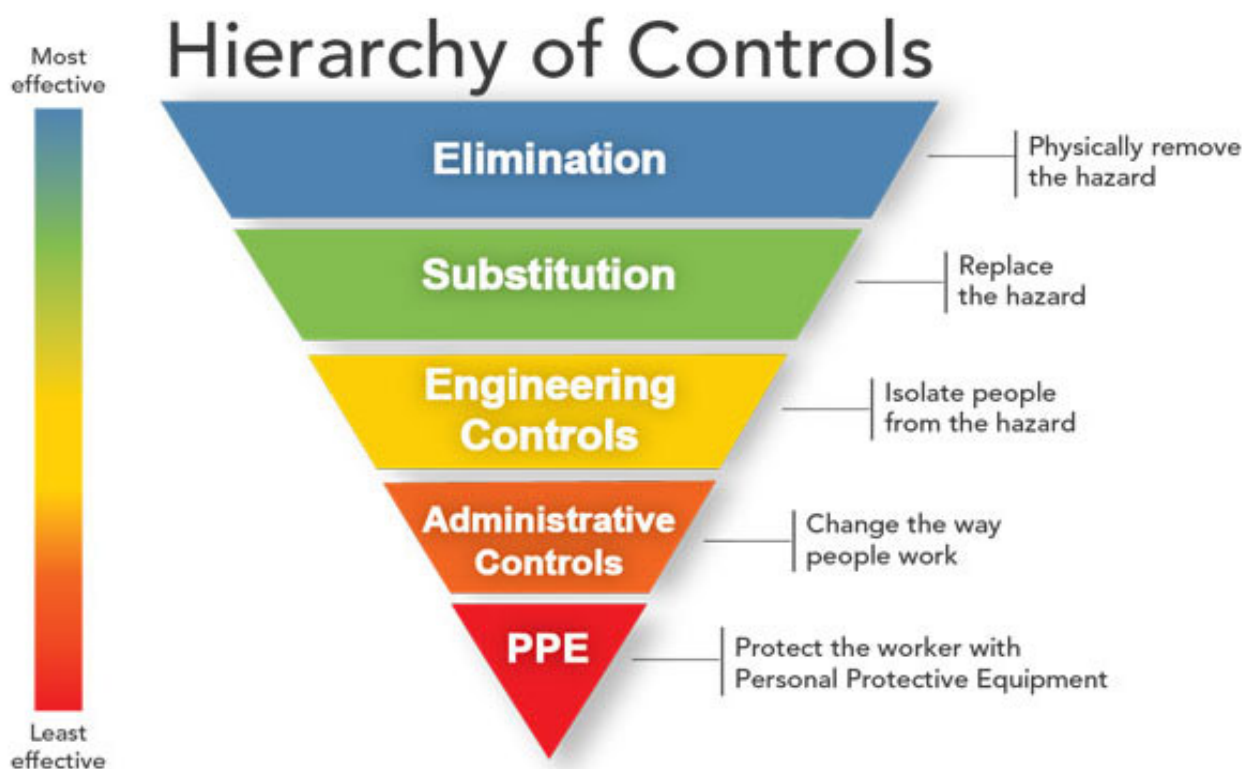 Hierarchy of Controls
Most
effective
Elimination
Physically remove
the hazard
Substitution
Replace
the hazard
Engineering
Controls
Isolate people
from the hazard
Administrative
Controls
Change the way
people work
PPE
Protect the worker with
Personal Protective Equipment
Least
effective